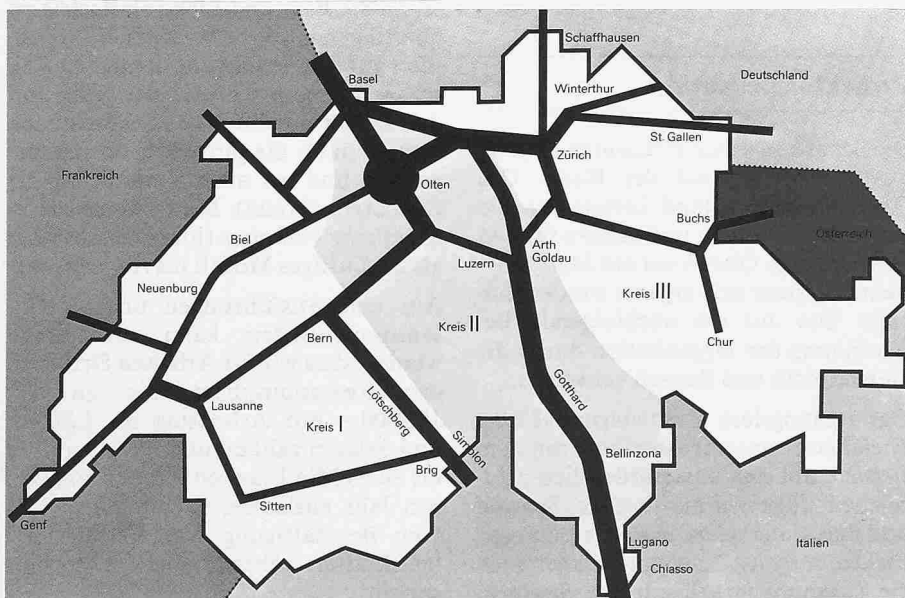 Schaffhausen
Basel
Winterthur
Deutschland
St. Gallen
Zürich
Frankreich
Olten
Buchs
Österreich
Biel
Arth
Goldau
Luzern
Neuenburg
Kreis III
Kreis II
Bern
Chur
Lötschberg
Gotthard
Lausanne
Kreis I
Simplon
Bellinzona
Brig
Sitten
Genf
Lugano
Italien
Chiasso